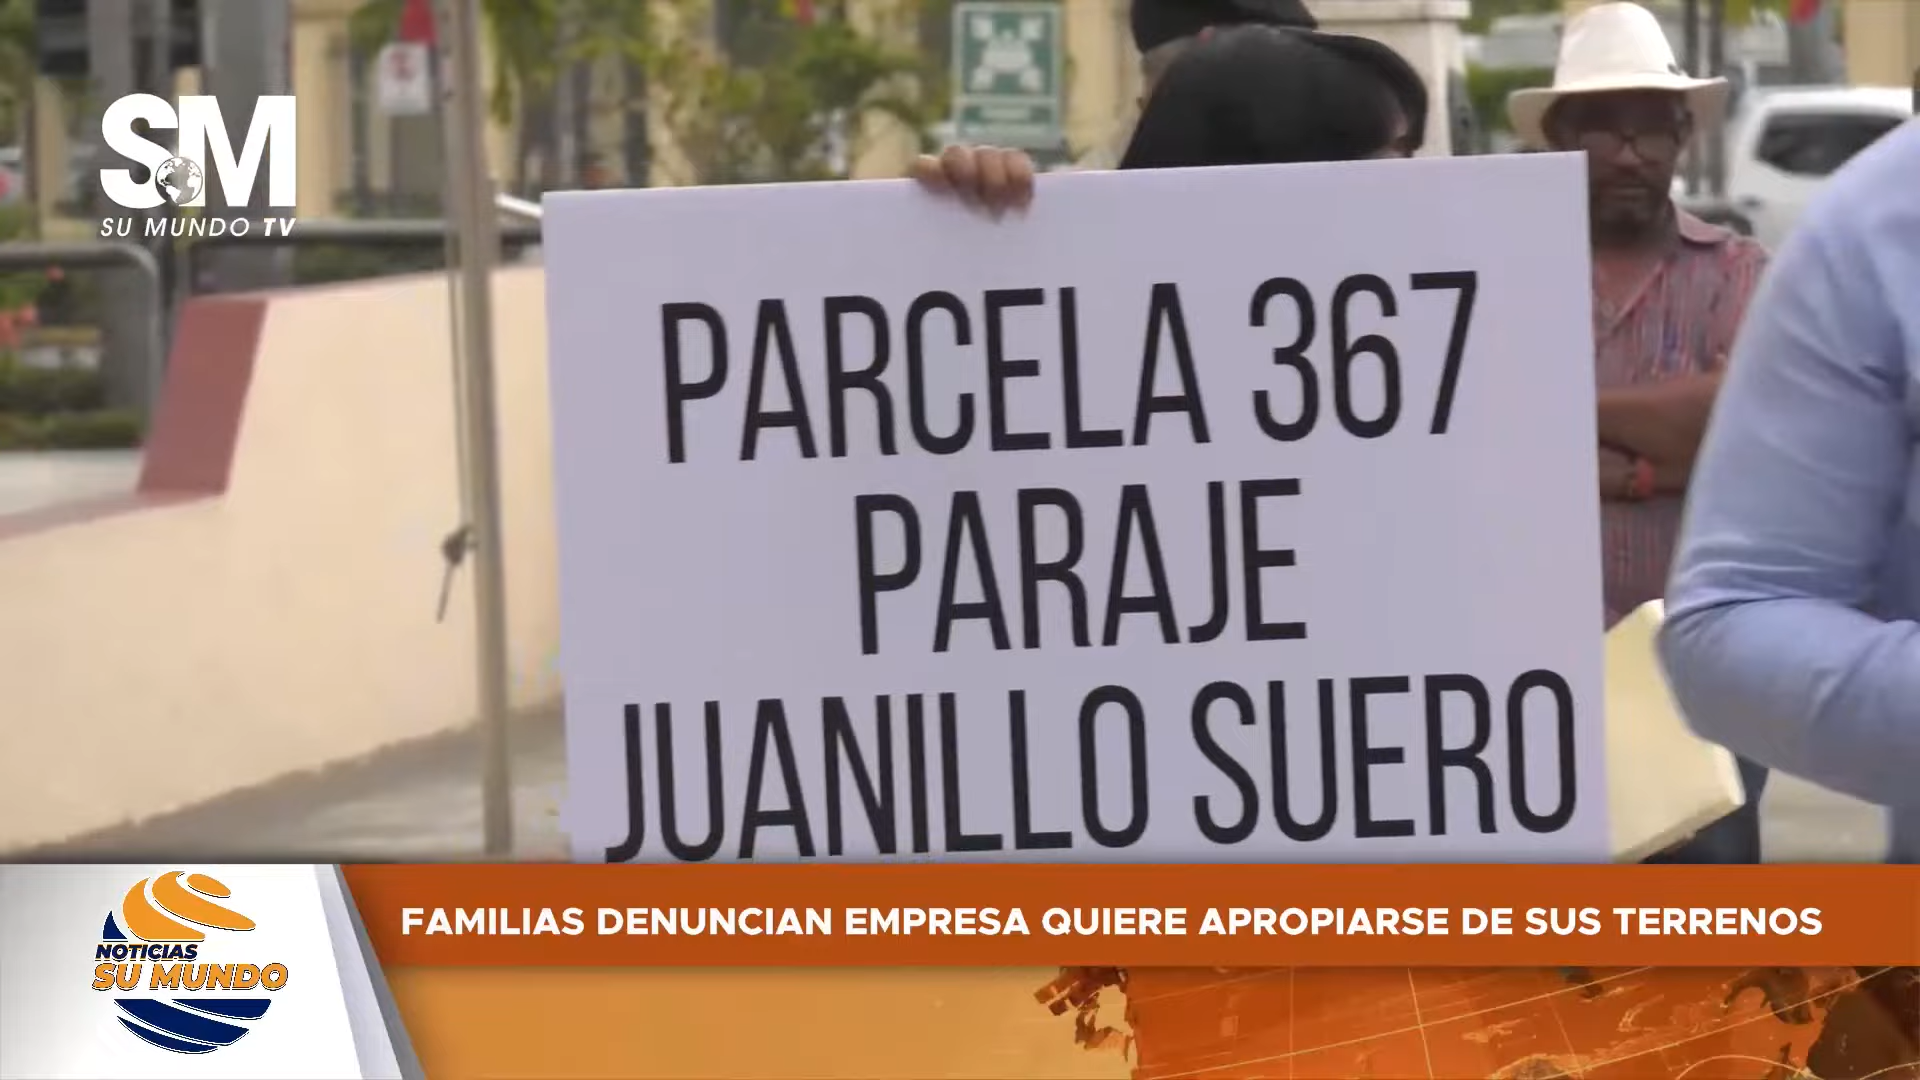 SM
SU MUNDO TV
PARCELA 367
PARAJE
JUANILLO SUERO
FAMILIAS DENUNCIAN EMPRESA QUIERE APROPIARSE DE SUS TERRENOS
NOTICIAS
SU MUNDO